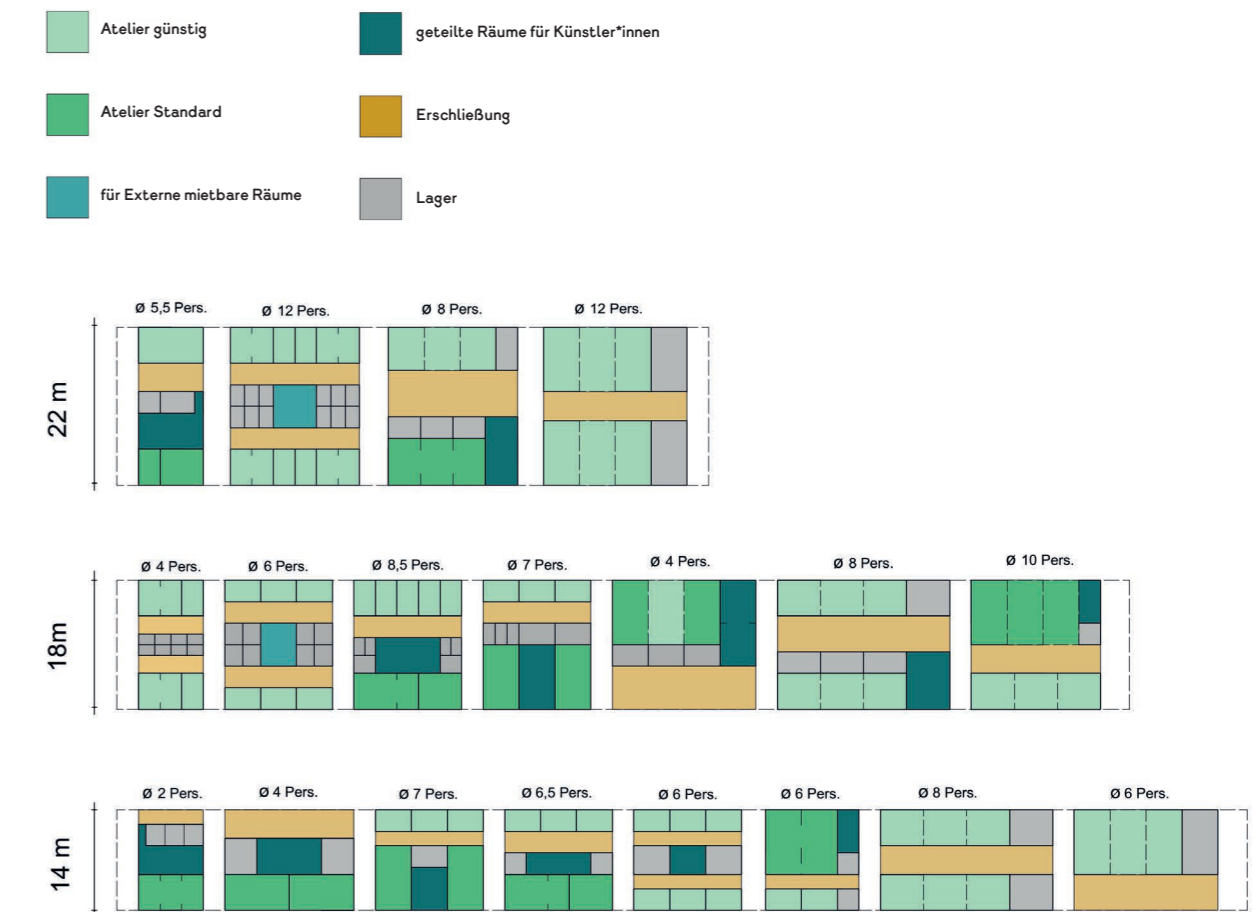 Atelier günstig
geteilte Räume für Künstler*innen
Atelier Standard
Erschließung
für Externe mietbare Räume
Lager
Ø 5,5 Pers.
Ø 12 Pers.
Ø 8 Pers.
Ø 12 Pers.
22 m
Ø 4 Pers.
Ø 6 Pers.
Ø 8,5 Pers.
Ø 7 Pers.
Ø 4 Pers.
Ø 8 Pers.
Ø 10 Pers.
18m
Ø 2 Pers.
Ø 4 Pers.
Ø 7 Pers.
Ø 6,5 Pers.
Ø 6 Pers.
Ø 6 Pers.
Ø 8 Pers.
Ø 6 Pers.
14 m